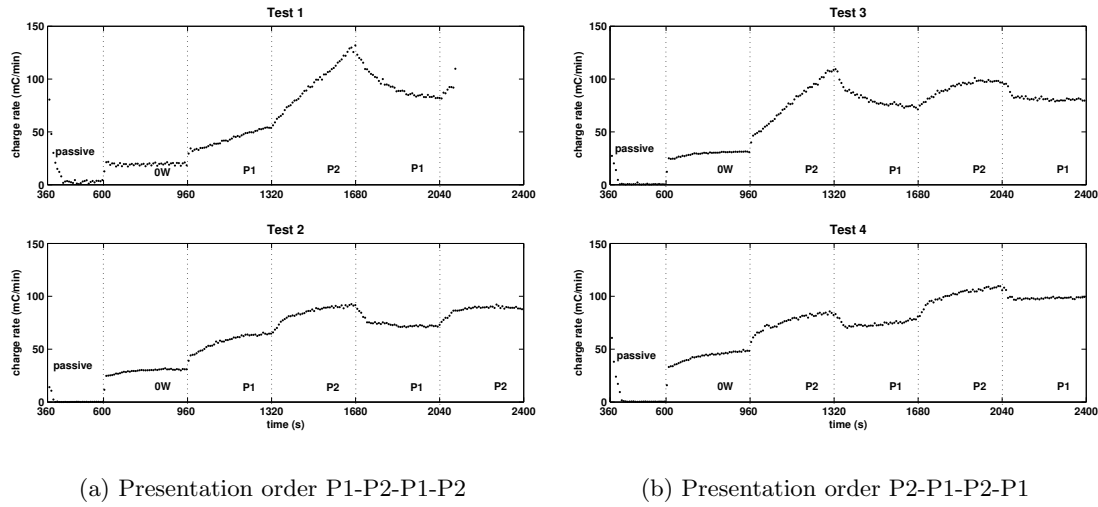 Test 1
150
100
50
0
charge rate (mC/min)
passive
0W
P1
P2
P1
360 600 960 1320 1680 2040 2400
Test 2
150
100
50
0
charge rate (mC/min)
passive
0W
P1
P2
P1
P2
360 600 960 1320 1680 2040 2400
time (s)
(a) Presentation order P1-P2-P1-P2
Test 3
150
100
50
0
charge rate (mC/min)
passive
0W
P2
P1
P2
P1
360 600 960 1320 1680 2040 2400
Test 4
150
100
50
0
charge rate (mC/min)
passive
0W
P2
P1
P2
P1
360 600 960 1320 1680 2040 2400
time (s)
(b) Presentation order P2-P1-P2-P1